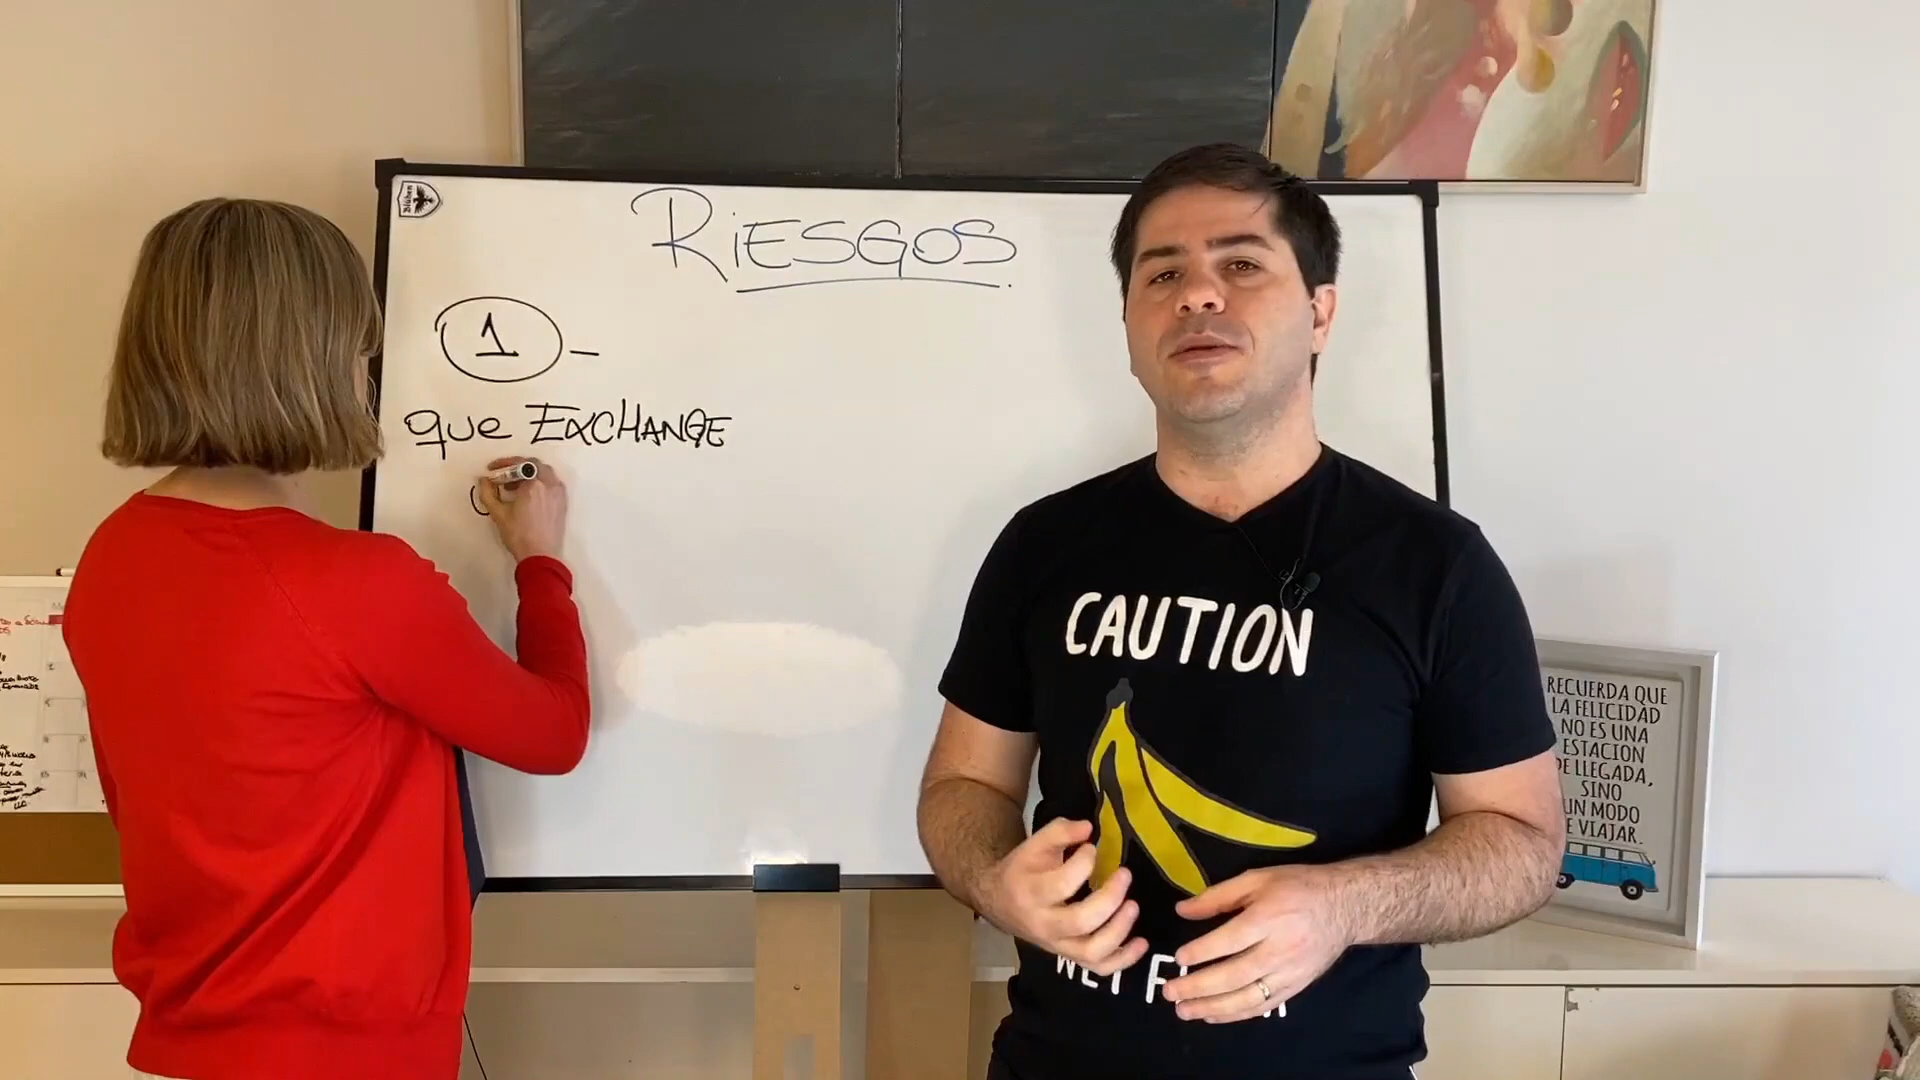 RiESGOS
1 -
que EXCHANGE
Blühen
CAUTION
RECUERDA QUE
LA FELICIDAD
NO ES UNA
ESTACION
DE LLEGADA,
SINO
UN MODO
DE VIAJAR.